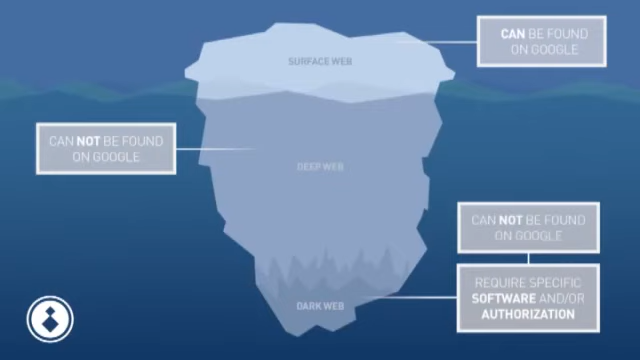 CAN BE FOUND
ON GOOGLE
SURFACE WEB
CAN NOT BE FOUND
ON GOOGLE
DEEP WEB
CAN NOT BE FOUND
ON GOOGLE
REQUIRE SPECIFIC
SOFTWARE AND/OR
AUTHORIZATION
DARK WEB